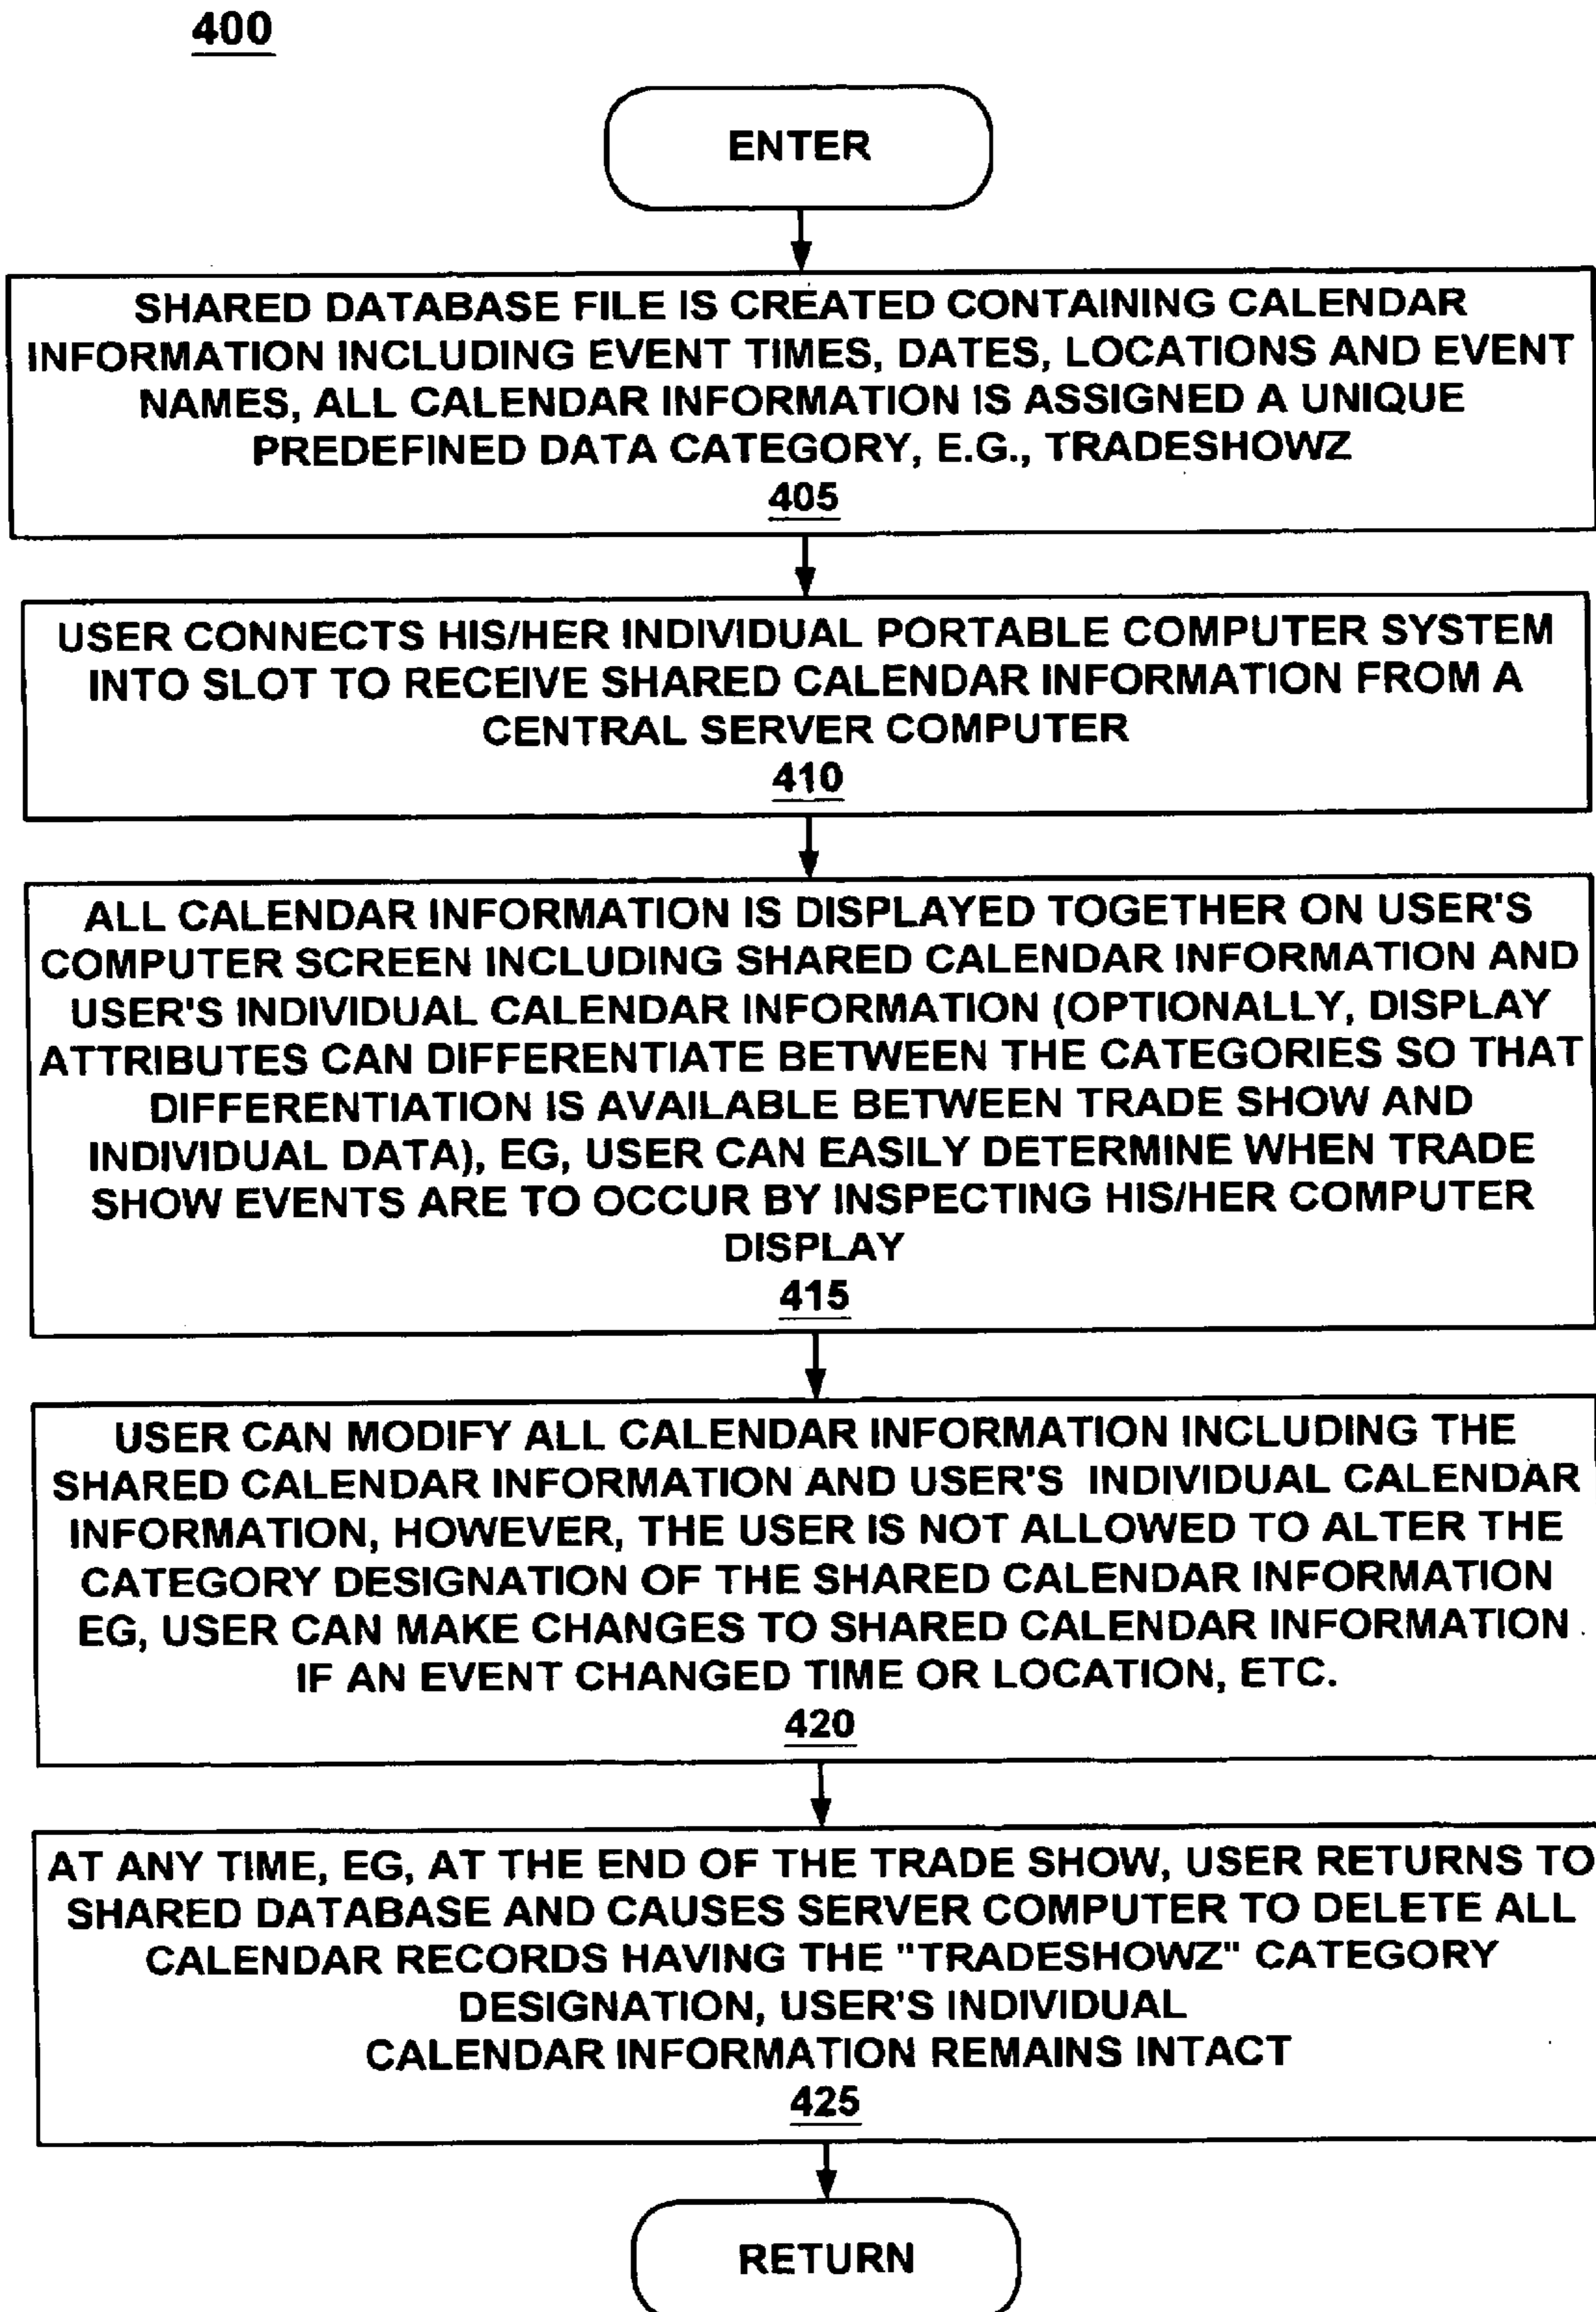 400
ENTER
SHARED DATABASE FILE IS CREATED CONTAINING CALENDAR
INFORMATION INCLUDING EVENT TIMES, DATES, LOCATIONS AND EVENT
NAMES, ALL CALENDAR INFORMATION IS ASSIGNED A UNIQUE
PREDEFINED DATA CATEGORY, E.G., TRADESHOWZ
405
USER CONNECTS HIS/HER INDIVIDUAL PORTABLE COMPUTER SYSTEM
INTO SLOT TO RECEIVE SHARED CALENDAR INFORMATION FROM A
CENTRAL SERVER COMPUTER
410
ALL CALENDAR INFORMATION IS DISPLAYED TOGETHER ON USER'S
COMPUTER SCREEN INCLUDING SHARED CALENDAR INFORMATION AND
USER'S INDIVIDUAL CALENDAR INFORMATION (OPTIONALLY, DISPLAY
ATTRIBUTES CAN DIFFERENTIATE BETWEEN THE CATEGORIES SO THAT
DIFFERENTIATION IS AVAILABLE BETWEEN TRADE SHOW AND
INDIVIDUAL DATA), EG, USER CAN EASILY DETERMINE WHEN TRADE
SHOW EVENTS ARE TO OCCUR BY INSPECTING HIS/HER COMPUTER
DISPLAY
415
USER CAN MODIFY ALL CALENDAR INFORMATION INCLUDING THE
SHARED CALENDAR INFORMATION AND USER'S INDIVIDUAL CALENDAR
INFORMATION, HOWEVER, THE USER IS NOT ALLOWED TO ALTER THE
CATEGORY DESIGNATION OF THE SHARED CALENDAR INFORMATION
EG, USER CAN MAKE CHANGES TO SHARED CALENDAR INFORMATION
IF AN EVENT CHANGED TIME OR LOCATION, ETC.
420
AT ANY TIME, EG, AT THE END OF THE TRADE SHOW, USER RETURNS TO
SHARED DATABASE AND CAUSES SERVER COMPUTER TO DELETE ALL
CALENDAR RECORDS HAVING THE "TRADESHOWZ" CATEGORY
DESIGNATION, USER'S INDIVIDUAL
CALENDAR INFORMATION REMAINS INTACT
425
RETURN